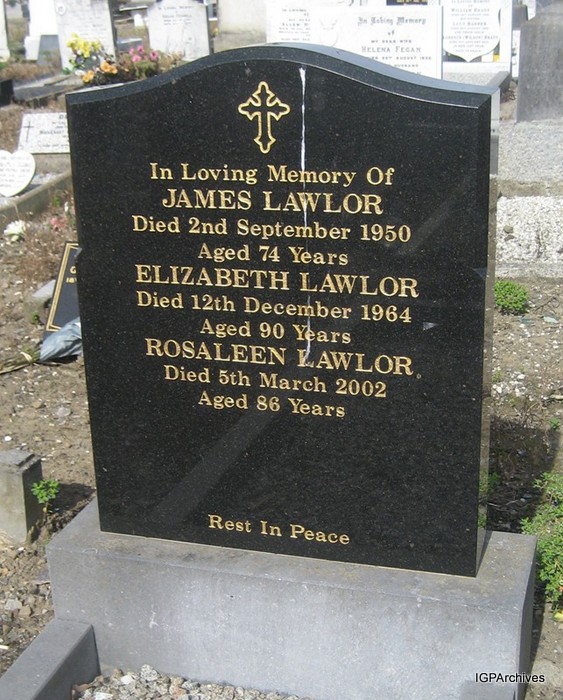 In Loving Memory
HELENA FEGAN
In Loving Memory Of
JAMES LAWLOR
Died 2nd September 1950
Aged 74 Years
ELIZABETH LAWLOR
Died 12th December 1964
Aged 90 Years
ROSALEEN LAWLOR
Died 5th March 2002
Aged 86 Years
Rest In Peace
IGPArchives